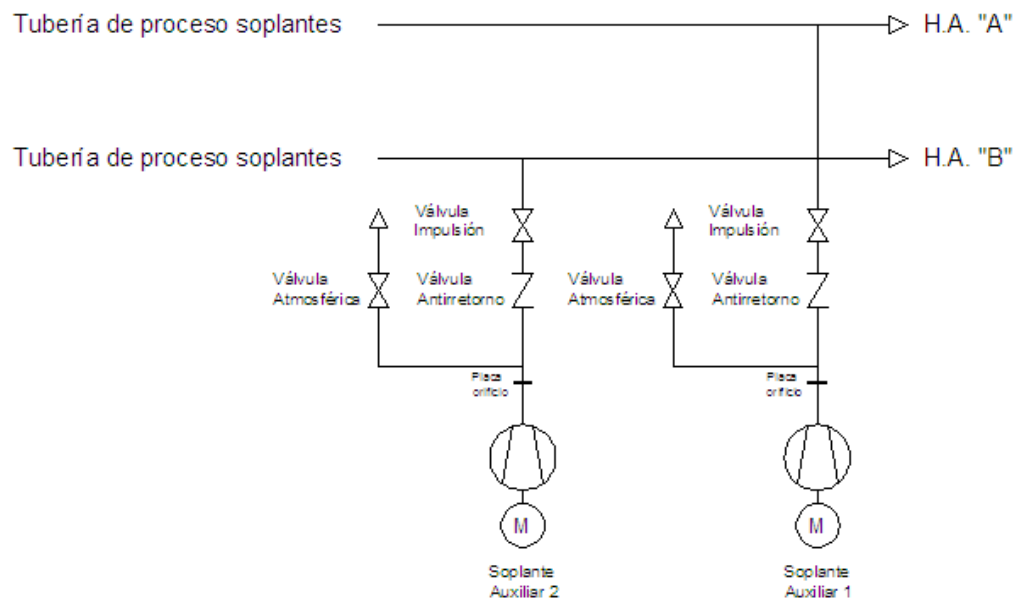 Tubería de proceso soplantes
H.A. "A"
Tubería de proceso soplantes
H.A. "B"
Válvula
Impulsión
Válvula
Impulsión
Válvula
Atmosférica
Válvula
Antirretorno
Válvula
Atmosférica
Válvula
Antirretorno
Placa
orificio
Placa
orificio
M
M
Soplante
Auxiliar 2
Soplante
Auxiliar 1